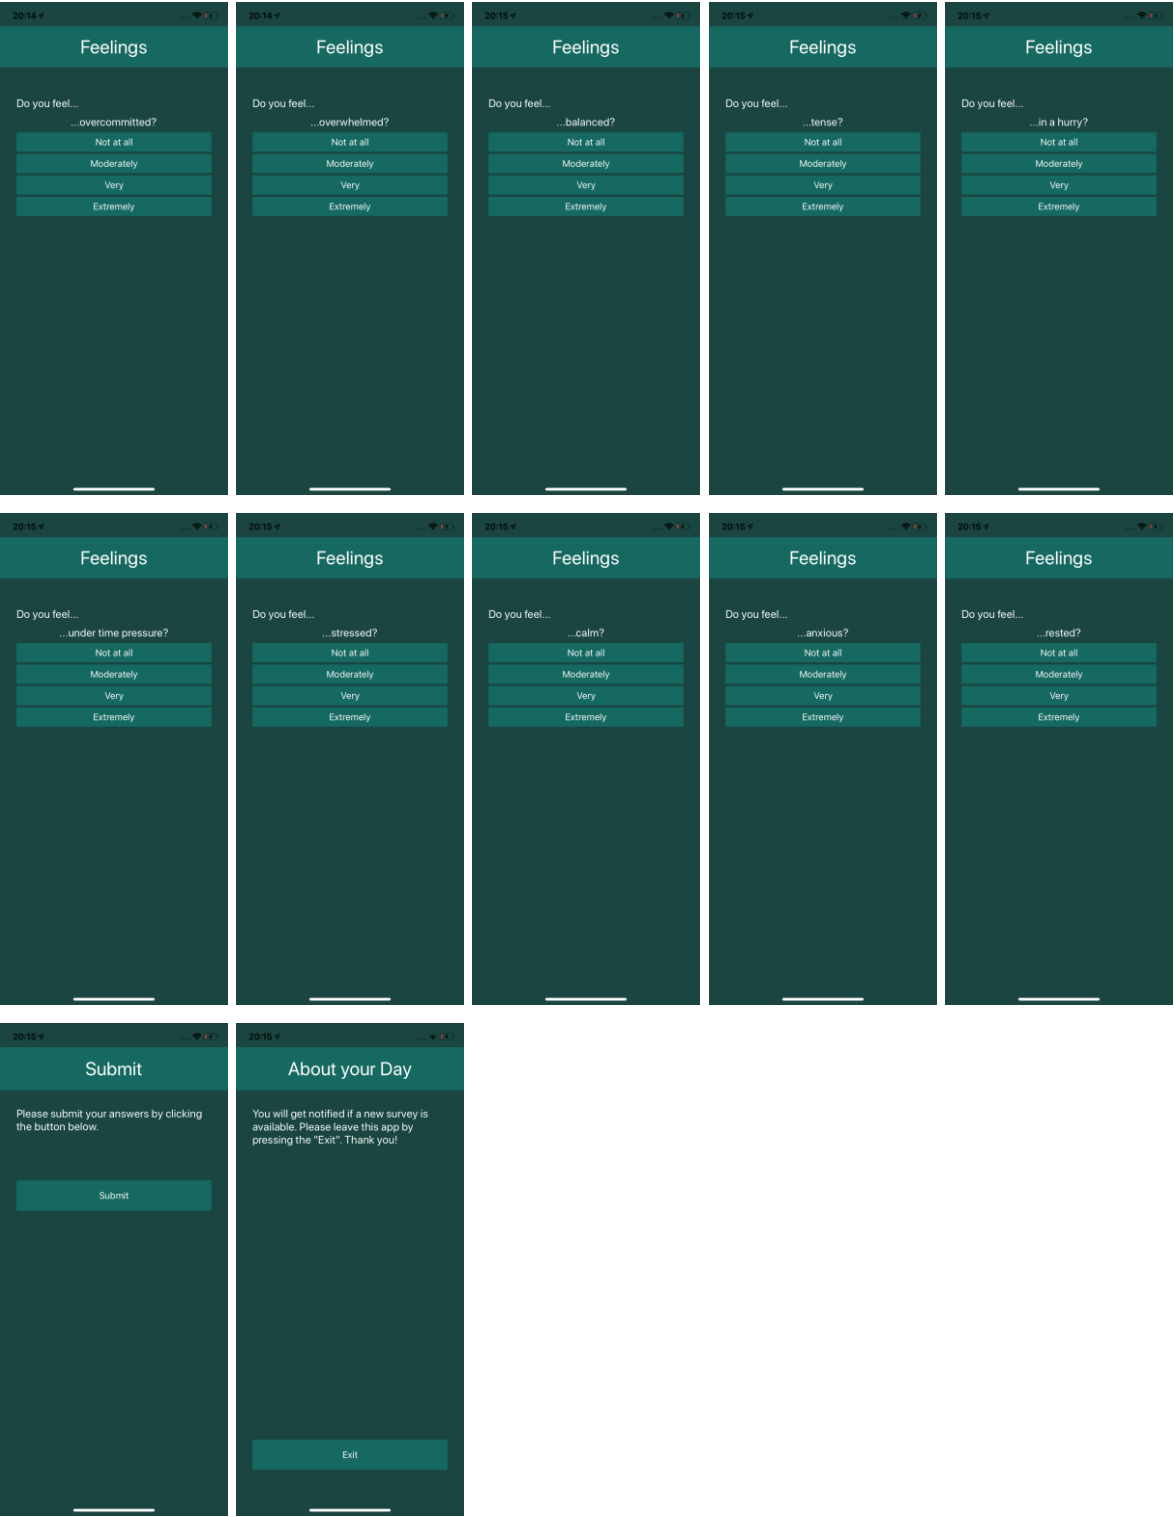 20:14
Feelings
Do you feel...
...overcommitted?
Not at all
Moderately
Very
Extremely
20:14
Feelings
Do you feel...
...overwhelmed?
Not at all
Moderately
Very
Extremely
20:15
Feelings
Do you feel...
...balanced?
Not at all
Moderately
Very
Extremely
20:15
Feelings
Do you feel...
...tense?
Not at all
Moderately
Very
Extremely
20:15
Feelings
Do you feel...
...in a hurry?
Not at all
Moderately
Very
Extremely
20:15
Feelings
Do you feel...
...under time pressure?
Not at all
Moderately
Very
Extremely
20:15
Feelings
Do you feel...
...stressed?
Not at all
Moderately
Very
Extremely
20:15
Feelings
Do you feel...
...calm?
Not at all
Moderately
Very
Extremely
20:15
Feelings
Do you feel...
...anxious?
Not at all
Moderately
Very
Extremely
20:15
Feelings
Do you feel...
...rested?
Not at all
Moderately
Very
Extremely
20:15
Submit
Please submit your answers by clicking
the button below.
Submit
20:15
About your Day
You will get notified if a new survey is
available. Please leave this app by
pressing the "Exit". Thank you!
Exit